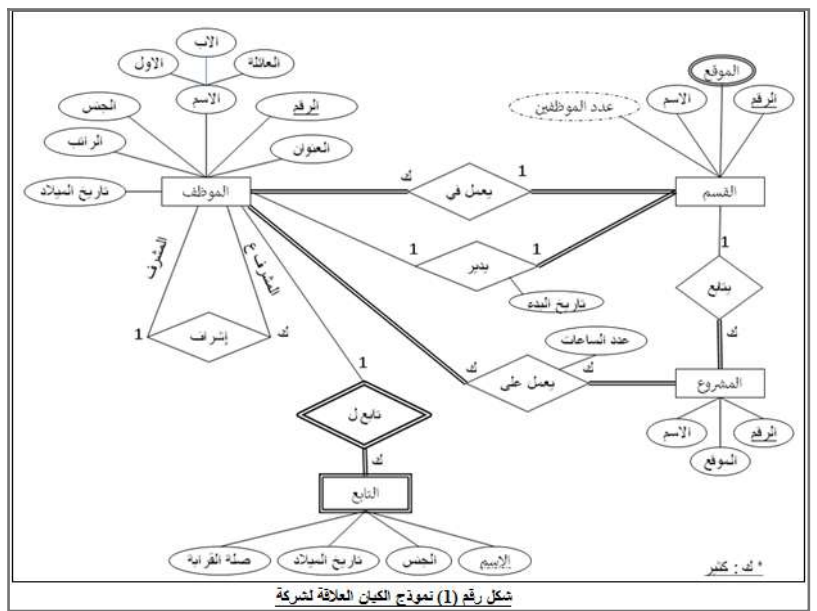 الاب
الاول
العائلة
الاسم
الجنس
الرقم
الراتب
العنوان
تاريخ الميلاد
الموظف
الموقع
عدد الموظفين
الاسم
الرقم
القسم
ك
يعمل في
1
1
يدير
1
تاريخ البدء
1
يتابع
ك
المشرف
المشرف ع
1
إشراف
ك
عدد الساعات
ك
يعمل على
ك
المشروع
الاسم
الرقم
الموقع
1
تابع ل
ك
التابع
صلة القرابة
تاريخ الميلاد
الجنس
الإسم
* ك : كثير
شكل رقم (1) نموذج الكيان العلاقة لشركة